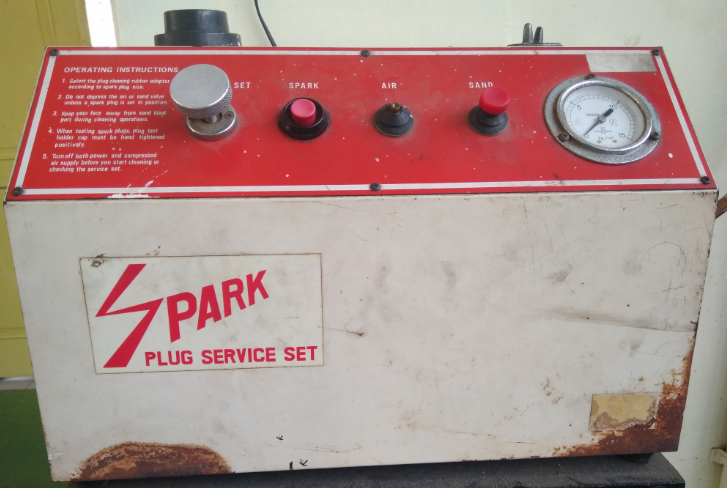 OPERATING INSTRUCTIONS
1. Select the plug cleaning rubber adaptor
according to spark plug size.
2. Do not depress the air or sand valve
unless a spark plug is set in position.
3. Keep your face away from sand blast
port during cleaning operations.
4. When testing spark plugs, plug test
holder cap must be hand tightened
positively.
5. Turn off both power and compressed
air supply before you start cleaning or
checking the service set.
SET
SPARK
AIR
SAND
5
15
SPARK
PLUG SERVICE SET